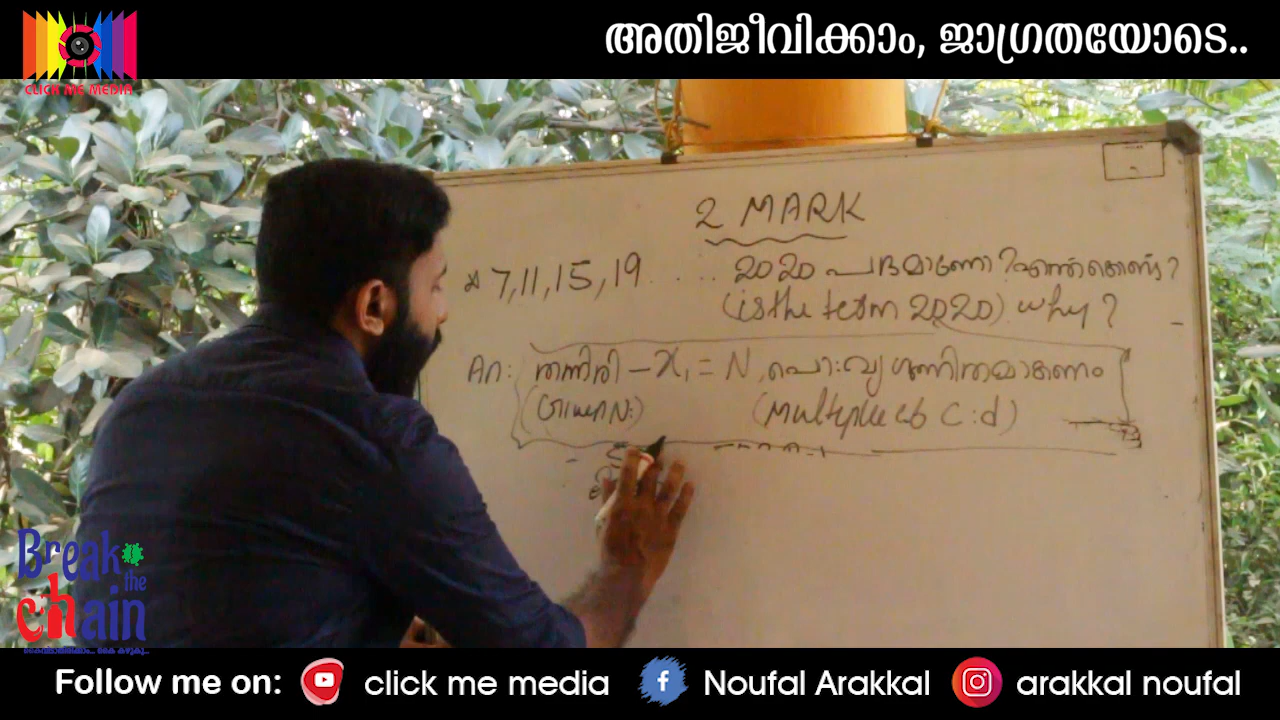 CLICK ME MEDIA
അതിജീവിക്കാം, ജാഗ്രതയോടെ..
2 MARK
7, 11, 15, 19 ..... 2020 പദമാണോ? എന്തുകൊണ്ട്?
(is the term 2020) why?
An: തന്നിരി - x₁ = N, പൊ:വ്യ ഗുണിതമാകണം
(Given N:) (Multiple of C:d)
Break the chain
Follow me on: click me media Noufal Arakkal arakkal noufal